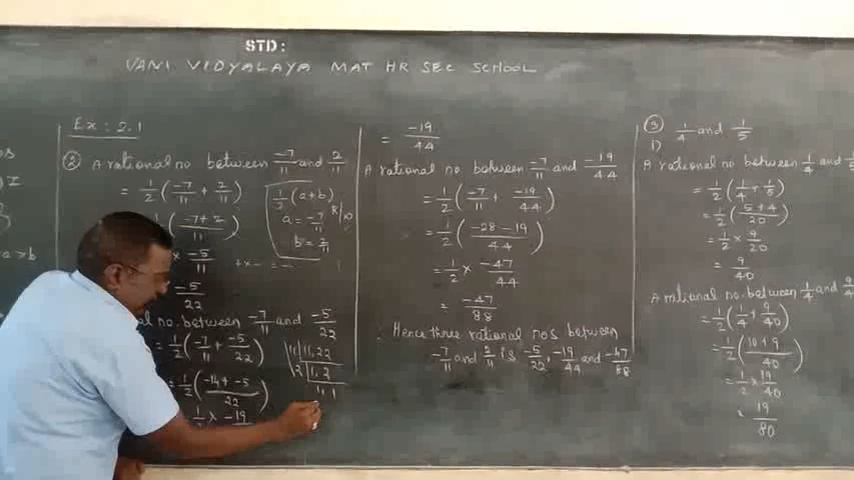 STD:
VANI VIDYALAYA MAT HR SEC SCHOOL
a > b
Ex: 2.1
② A rational no between -7/11 and 2/11
= 1/2 (-7/11 + 2/11)
1/2 (a+b)
a = -7/11
b = 2/11
(-7+2/11)
× -5/11
+x- = -
-5/22
no. between -7/11 and -5/22
= 1/2 (-7/11 + -5/22)
11 | 11, 22
2 | 1, 2
1, 1
= 1/2 (-14 + -5/22)
1/2 × -19
= -19/44
A rational no between -7/11 and -19/44
= 1/2 (-7/11 + -19/44)
= 1/2 (-28 - 19/44)
= 1/2 × -47/44
= -47/88
Hence three rational nos between
-7/11 and 2/11 is -5/22, -19/44 and -47/88
③ 1/4 and 1/5
i)
A rational no between 1/4 and
= 1/2 (1/4 + 1/5)
= 1/2 (5+4/20)
= 1/2 × 9/20
= 9/40
A rational no. between 1/4 and 9/4
= 1/2 (1/4 + 9/40)
= 1/2 (10+9/40)
= 1/2 × 19/40
19/80